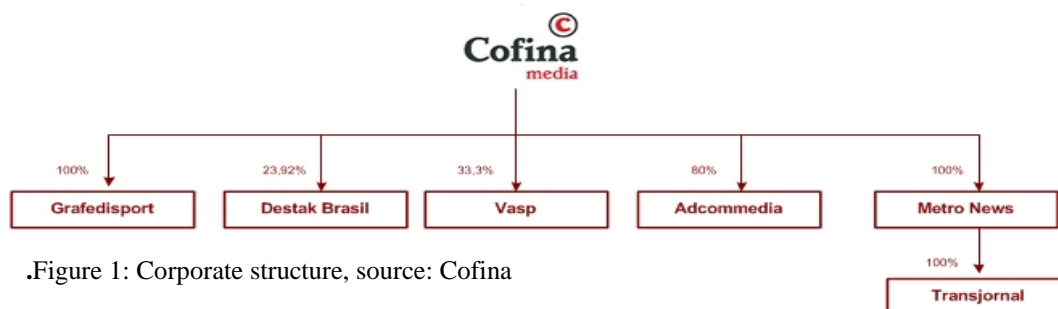 ©
Cofina
media
100% 23,92% 33,3% 80% 100%
Grafedisport Destak Brasil Vasp Adcommedia Metro News
100%
.Figure 1: Corporate structure, source: Cofina
Transjornal